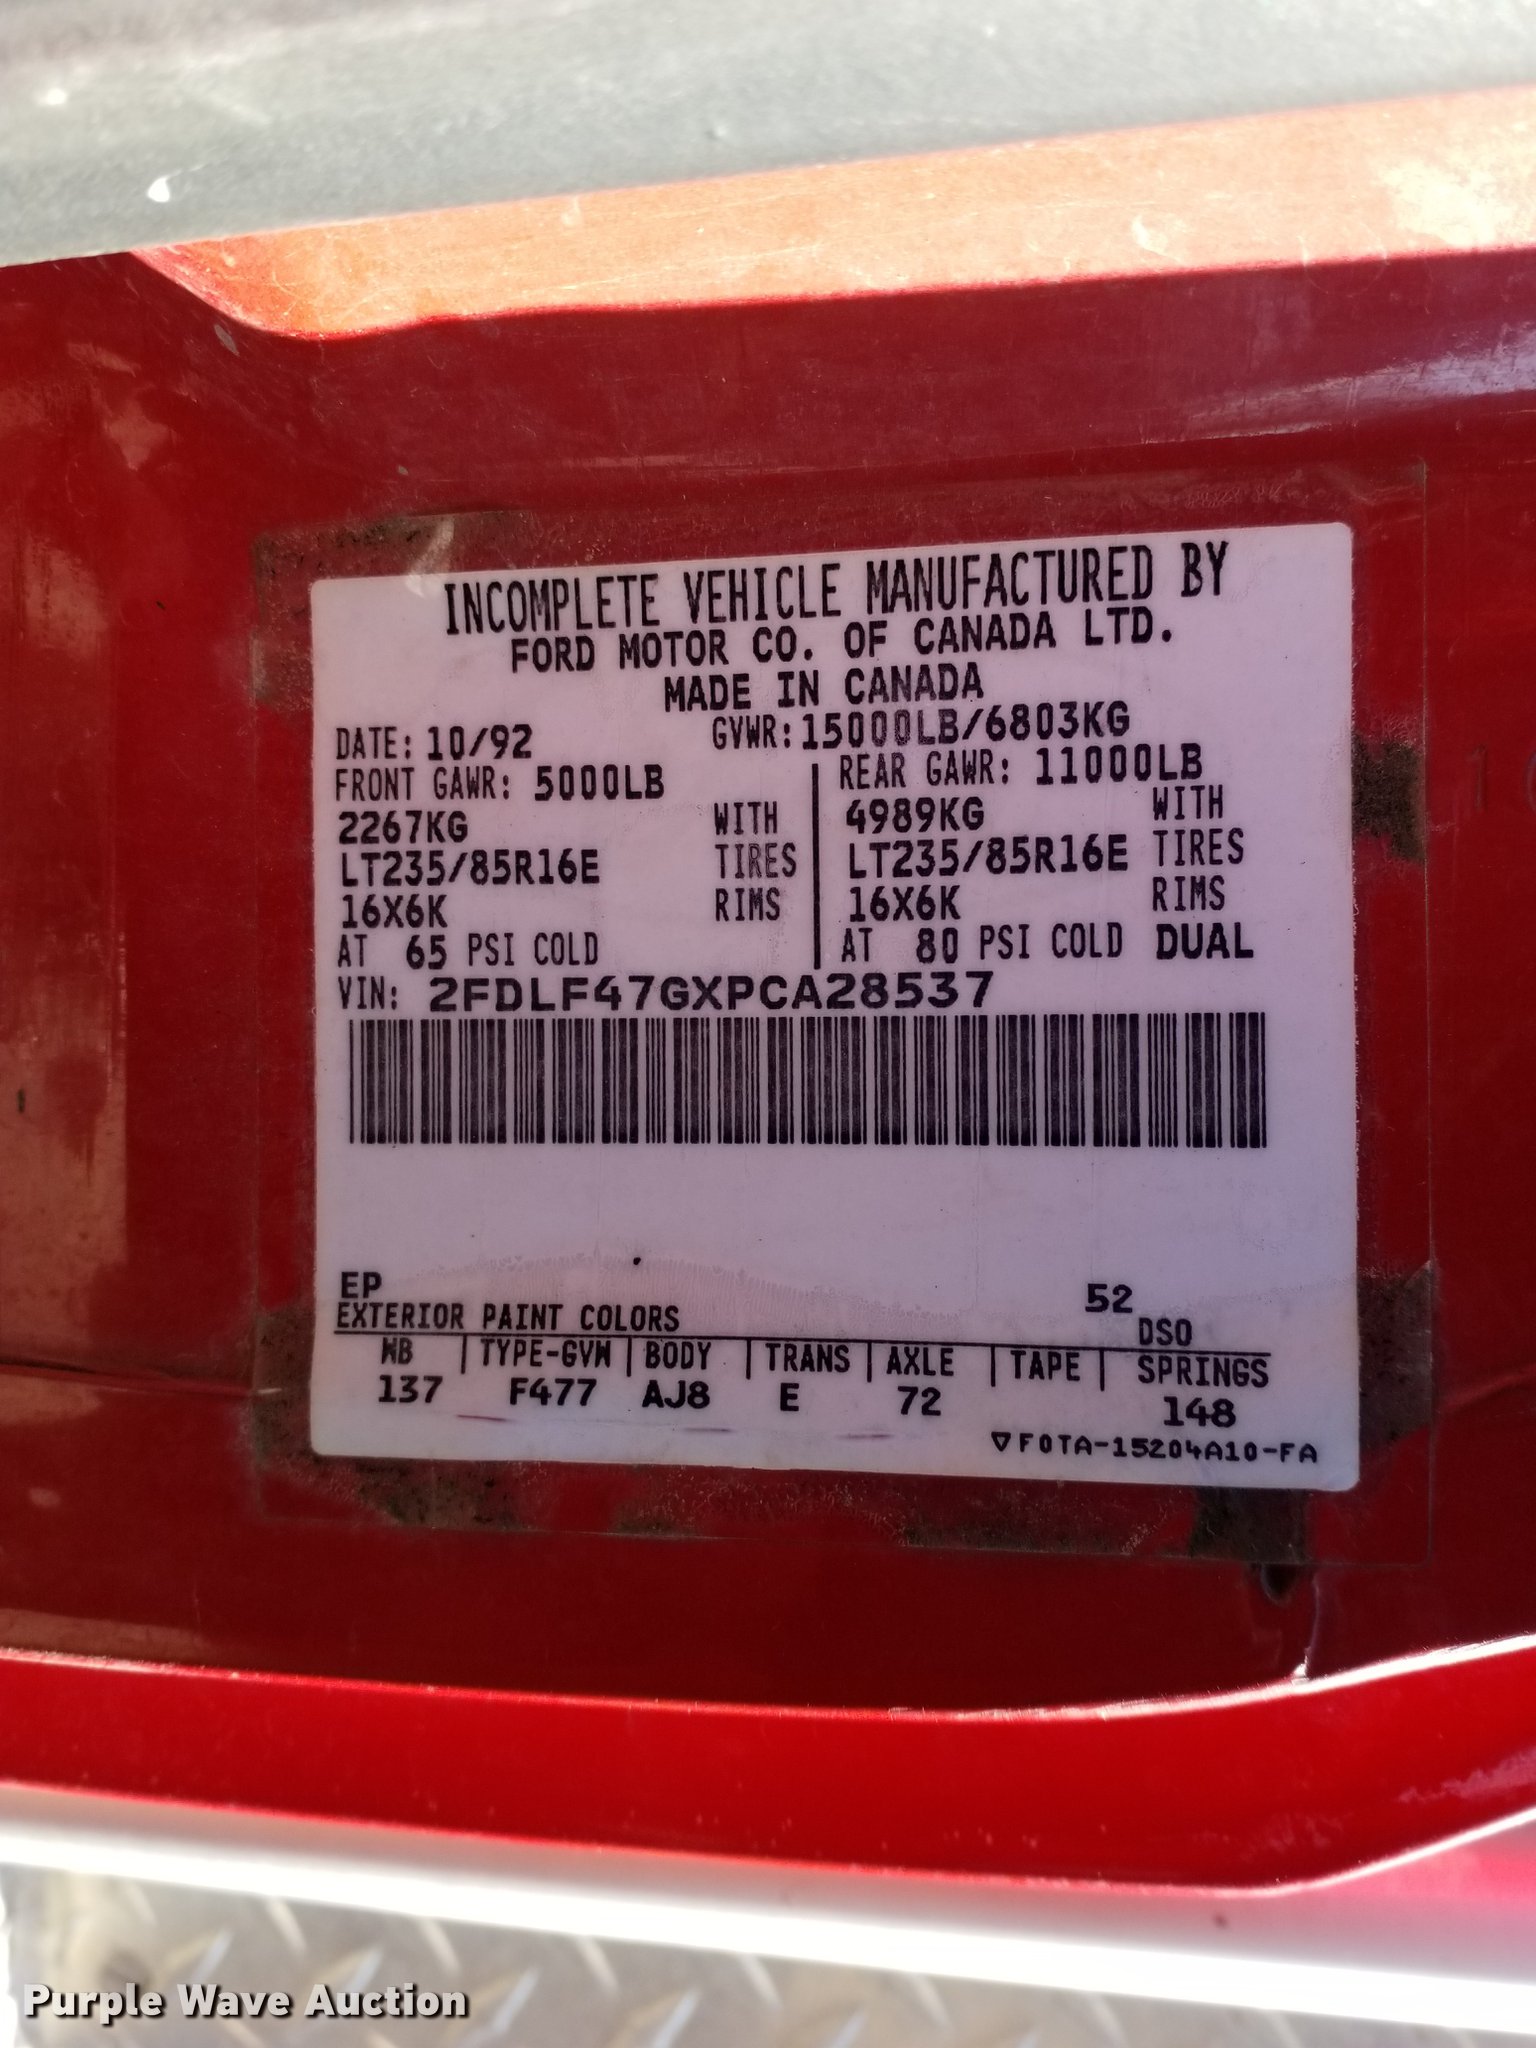 INCOMPLETE VEHICLE MANUFACTURED BY
FORD MOTOR CO. OF CANADA LTD.
MADE IN CANADA
DATE: 10/92 GVWR: 15000LB/6803KG
FRONT GAWR: 5000LB REAR GAWR: 11000LB
2267KG WITH 4989KG WITH
LT235/85R16E TIRES LT235/85R16E TIRES
16X6K RIMS 16X6K RIMS
AT 65 PSI COLD AT 80 PSI COLD DUAL
VIN: 2FDLF47GXPCA28537
EP 52
EXTERIOR PAINT COLORS DSO
WB TYPE-GVW BODY TRANS AXLE TAPE SPRINGS
137 F477 AJ8 E 72 148
F0TA-15204A10-FA
Purple Wave Auction